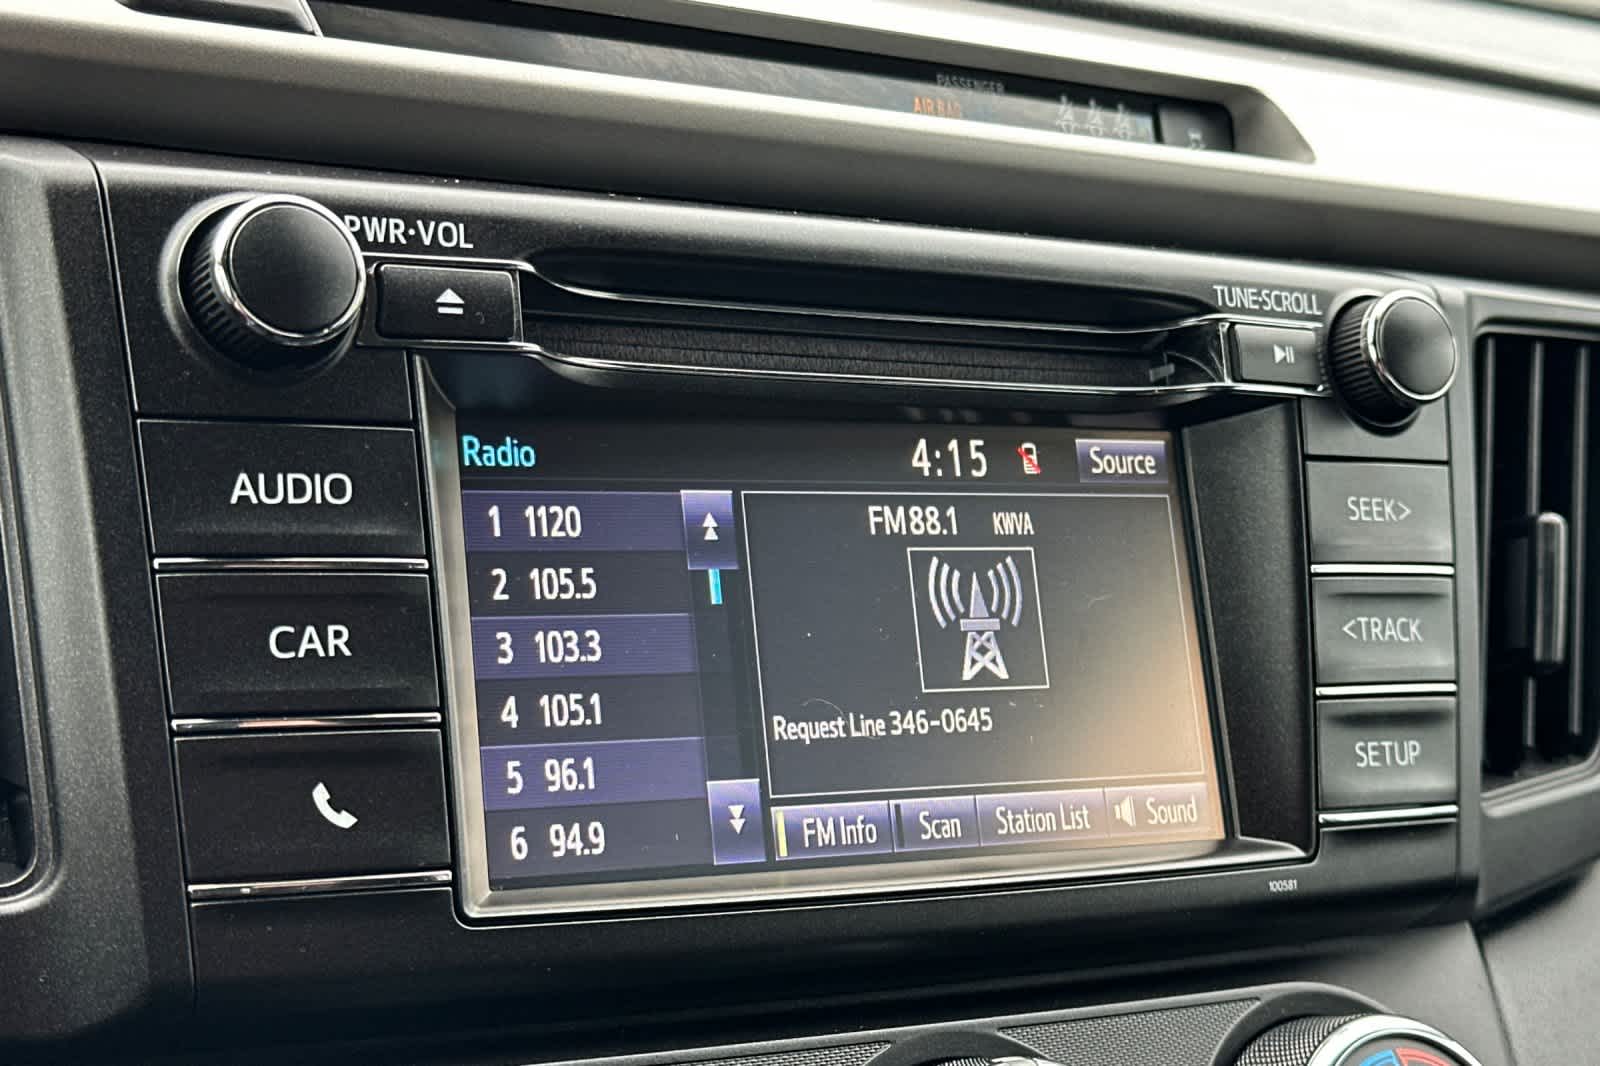 PASSENGER
AIR BAG
PWR·VOL
TUNE·SCROLL
AUDIO
CAR
Radio
4:15
Source
1 1120
2 105.5
3 103.3
4 105.1
5 96.1
6 94.9
FM 88.1 KWVA
Request Line 346-0645
FM Info
Scan
Station List
Sound
SEEK>
<TRACK
SETUP
100581